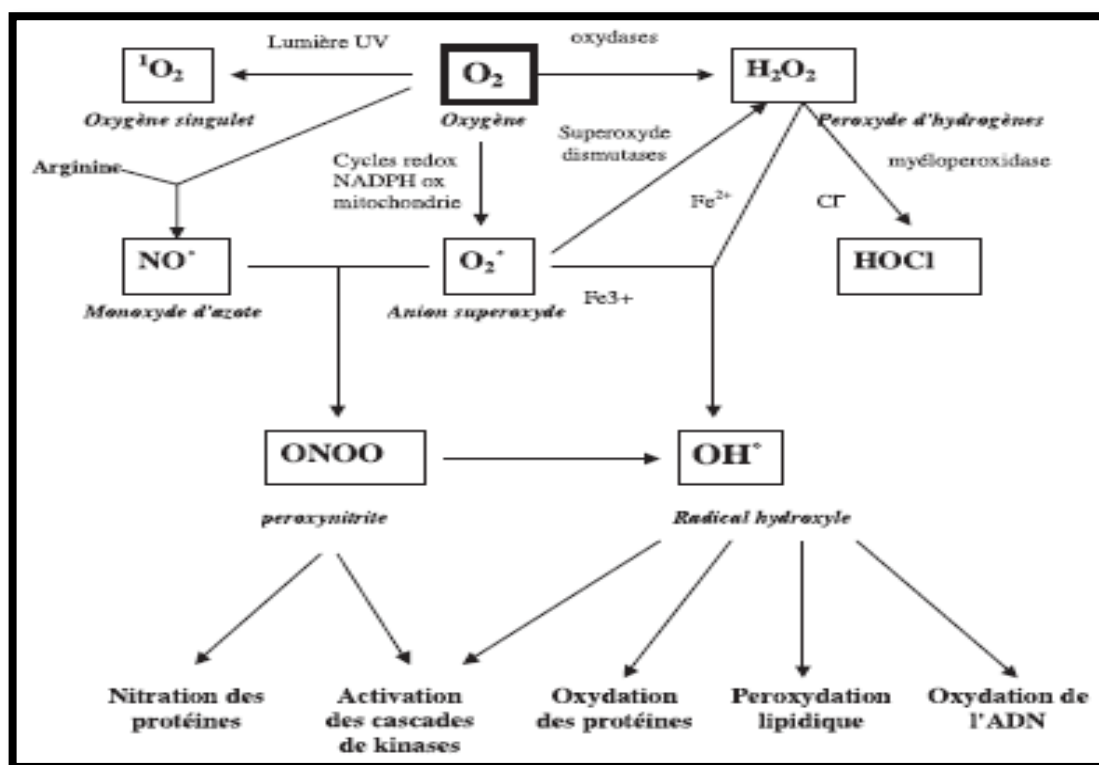 Lumière UV
oxydases
¹O₂
O₂
H₂O₂
Oxygène singulet
Oxygène
Peroxyde d'hydrogènes
Arginine
Cycles redox
NADPH ox
mitochondrie
Superoxyde
dismutases
Fe²⁺
myéloperoxidase
Cl⁻
NO°
O₂°
HOCl
Monoxyde d'azote
Anion superoxyde
Fe3+
ONOO
OH°
peroxynitrite
Radical hydroxyle
Nitration des
protéines
Activation
des cascades
de kinases
Oxydation
des protéines
Peroxydation
lipidique
Oxydation de
l'ADN